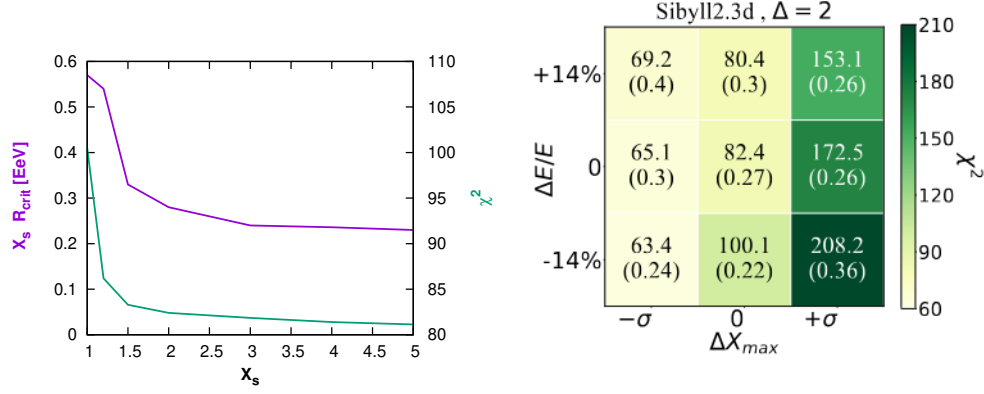 0.6
0.5
0.4
0.3
0.2
0.1
0
X_s R_crit [EeV]
110
105
100
95
90
85
80
χ²
1 1.5 2 2.5 3 3.5 4 4.5 5
X_s
Sibyll2.3d , Δ = 2
+14%
0
-14%
ΔE/E
69.2 80.4 153.1
(0.4) (0.3) (0.26)
65.1 82.4 172.5
(0.3) (0.27) (0.26)
63.4 100.1 208.2
(0.24) (0.22) (0.36)
−σ 0 +σ
ΔX_max
210
180
150
120
90
60
χ²